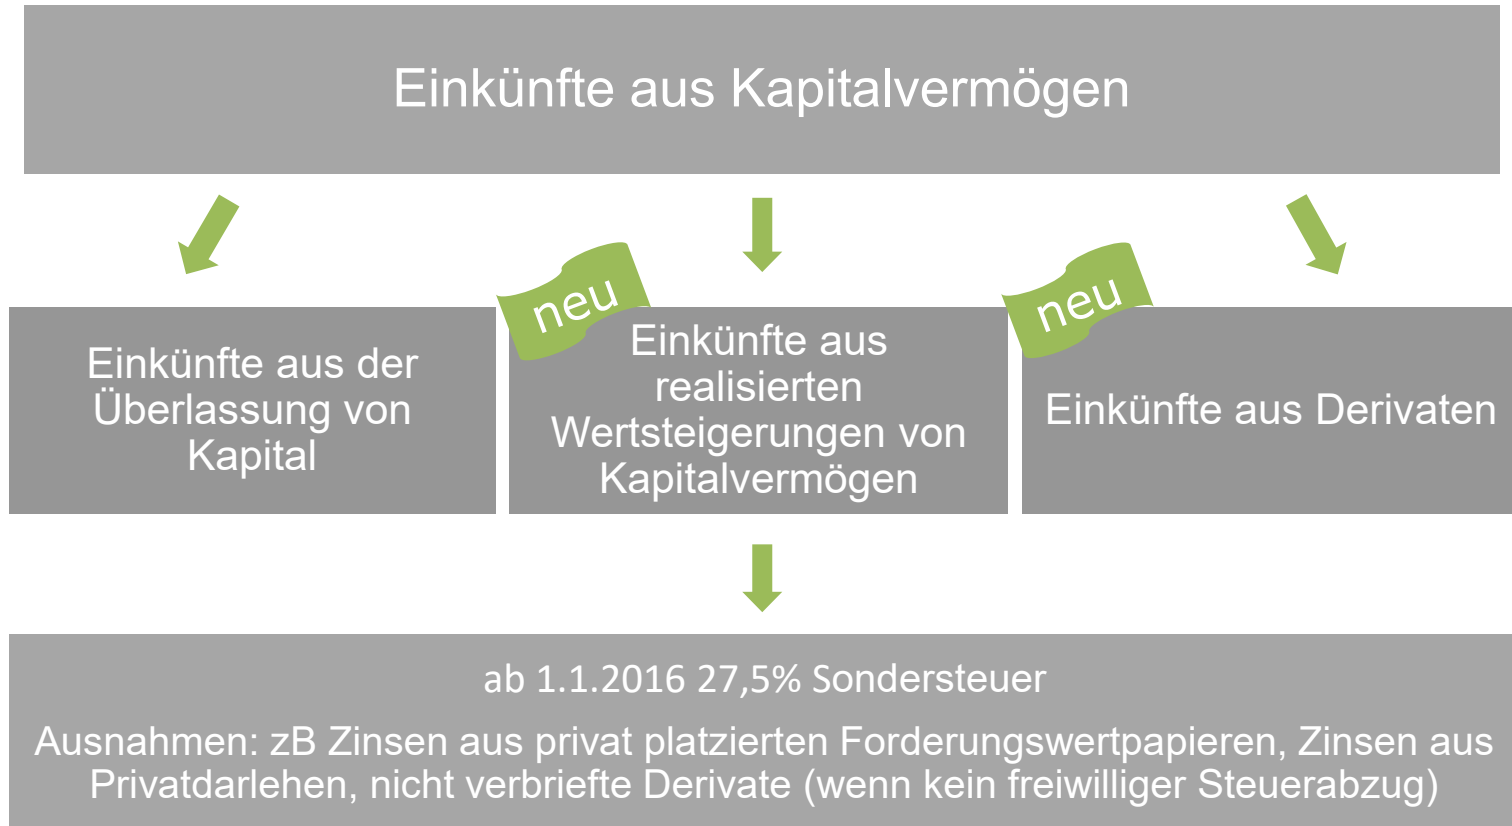 Einkünfte aus Kapitalvermögen
Einkünfte aus der
Überlassung von
Kapital
neu
Einkünfte aus
realisierten
Wertsteigerungen von
Kapitalvermögen
neu
Einkünfte aus Derivaten
ab 1.1.2016 27,5% Sondersteuer
Ausnahmen: zB Zinsen aus privat platzierten Forderungswertpapieren, Zinsen aus
Privatdarlehen, nicht verbriefte Derivate (wenn kein freiwilliger Steuerabzug)